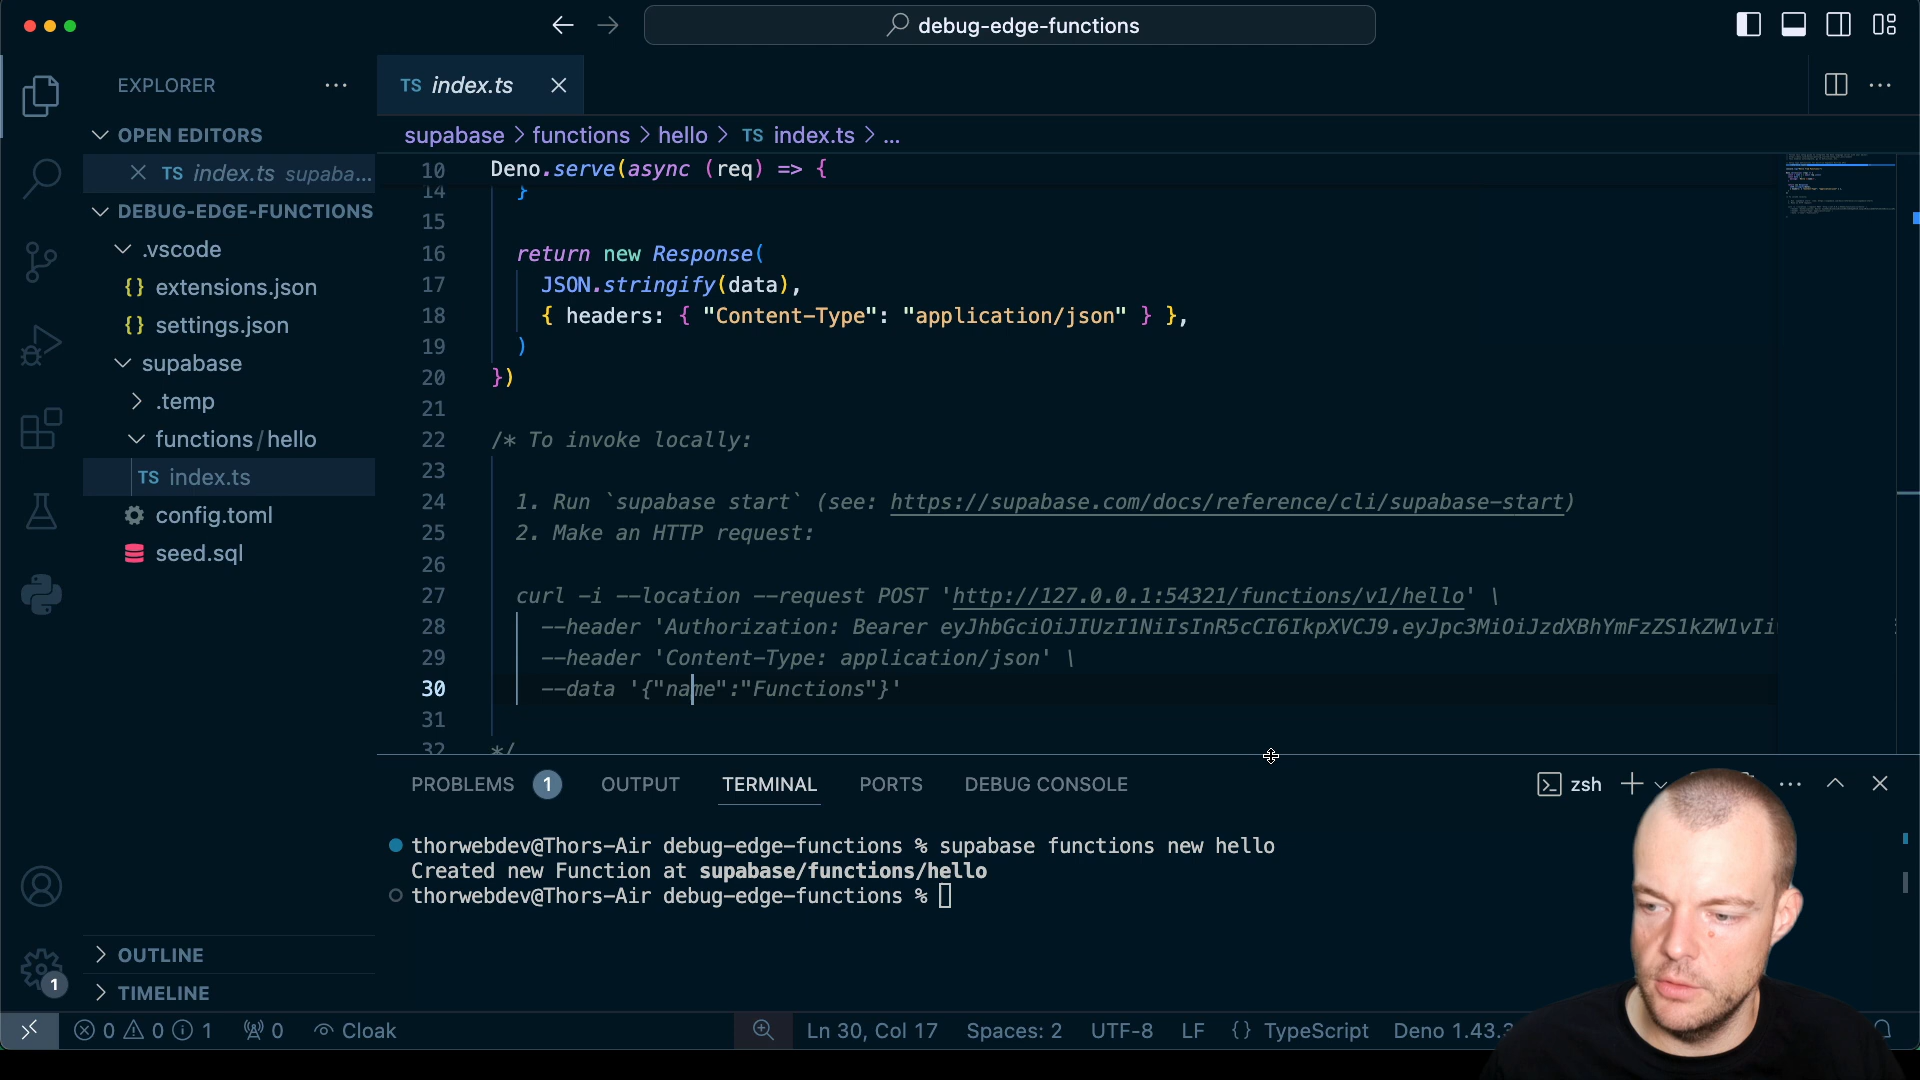 debug-edge-functions
EXPLORER
TS index.ts
OPEN EDITORS
TS index.ts supaba...
DEBUG-EDGE-FUNCTIONS
.vscode
{} extensions.json
{} settings.json
supabase
.temp
functions/hello
TS index.ts
config.toml
seed.sql
OUTLINE
TIMELINE
1
supabase > functions > hello > TS index.ts > ...
10 Deno.serve(async (req) => {
14 }
15
16 return new Response(
17 JSON.stringify(data),
18 { headers: { "Content-Type": "application/json" } },
19 )
20 })
21
22 /* To invoke locally:
23
24 1. Run `supabase start` (see: https://supabase.com/docs/reference/cli/supabase-start)
25 2. Make an HTTP request:
26
27 curl -i --location --request POST 'http://127.0.0.1:54321/functions/v1/hello' \
28 --header 'Authorization: Bearer eyJhbGciOiJIUzI1NiIsInR5cCI6IkpXVCJ9.eyJpc3MiOiJzdXBhYmFzZS1kZW1vIi
29 --header 'Content-Type: application/json' \
30 --data '{"name":"Functions"}'
31
32 */
PROBLEMS 1 OUTPUT TERMINAL PORTS DEBUG CONSOLE
zsh
thorwebdev@Thors-Air debug-edge-functions % supabase functions new hello
Created new Function at supabase/functions/hello
thorwebdev@Thors-Air debug-edge-functions %
0 0 1 0 Cloak
Ln 30, Col 17 Spaces: 2 UTF-8 LF {} TypeScript Deno 1.43.